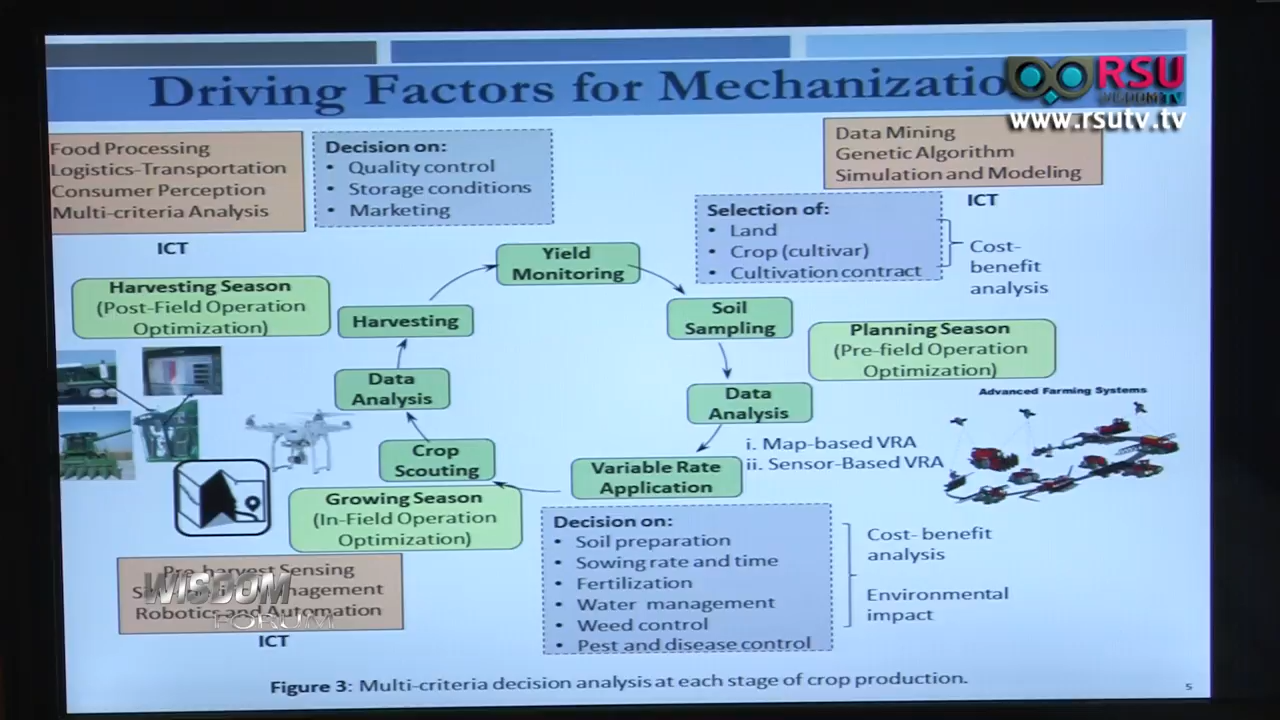 Driving Factors for Mechanizatio
RSU
WISDOM TV
www.rsutv.tv
Food Processing
Logistics-Transportation
Consumer Perception
Multi-criteria Analysis
ICT
Decision on:
• Quality control
• Storage conditions
• Marketing
Data Mining
Genetic Algorithm
Simulation and Modeling
ICT
Selection of:
• Land
• Crop (cultivar)
• Cultivation contract
Cost-
benefit
analysis
Yield
Monitoring
Harvesting Season
(Post-Field Operation
Optimization)
Harvesting
Soil
Sampling
Planning Season
(Pre-field Operation
Optimization)
Data
Analysis
Data
Analysis
Advanced Farming Systems
i. Map-based VRA
ii. Sensor-Based VRA
Crop
Scouting
Variable Rate
Application
Growing Season
(In-Field Operation
Optimization)
Decision on:
• Soil preparation
• Sowing rate and time
• Fertilization
• Water management
• Weed control
• Pest and disease control
Cost- benefit
analysis
Environmental
impact
Pre-harvest Sensing
Robotics and Automation
WISDOM
FORUM
ICT
Figure 3: Multi-criteria decision analysis at each stage of crop production.
5